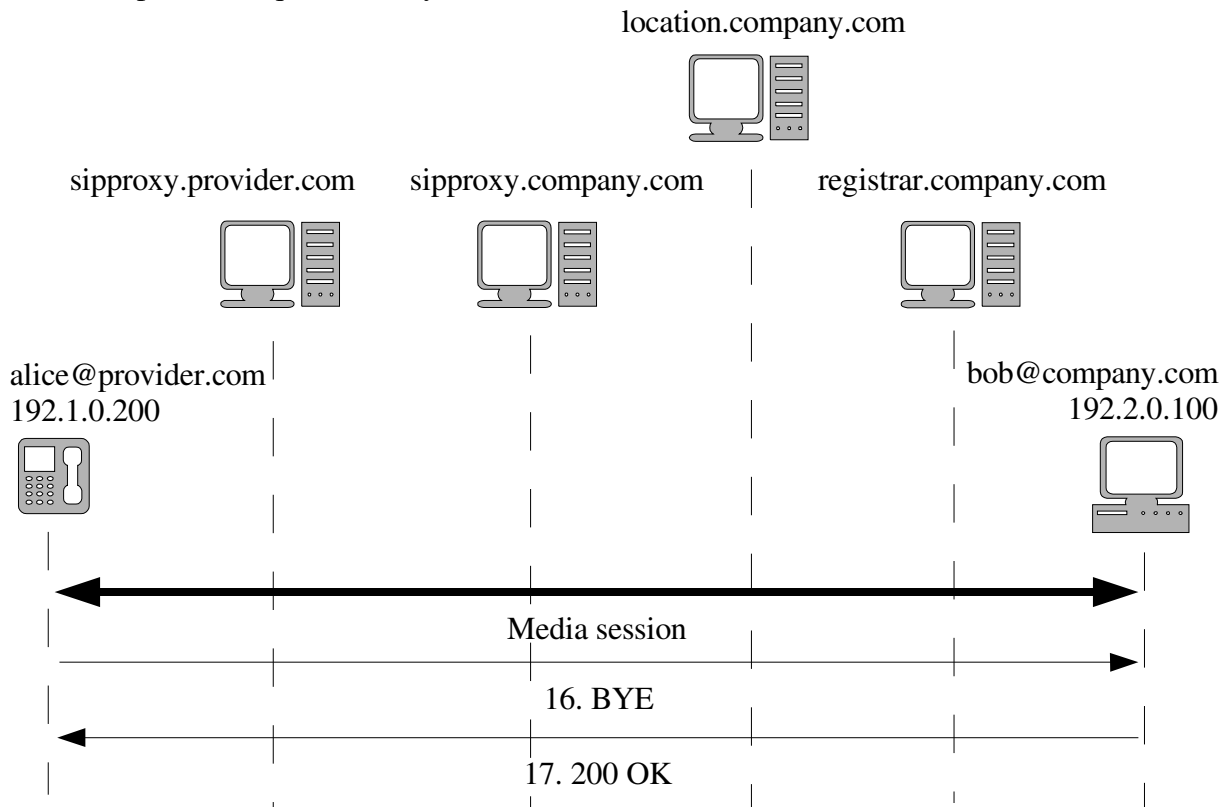 location.company.com
sipproxy.provider.com
sipproxy.company.com
registrar.company.com
alice@provider.com
192.1.0.200
bob@company.com
192.2.0.100
Media session
16. BYE
17. 200 OK